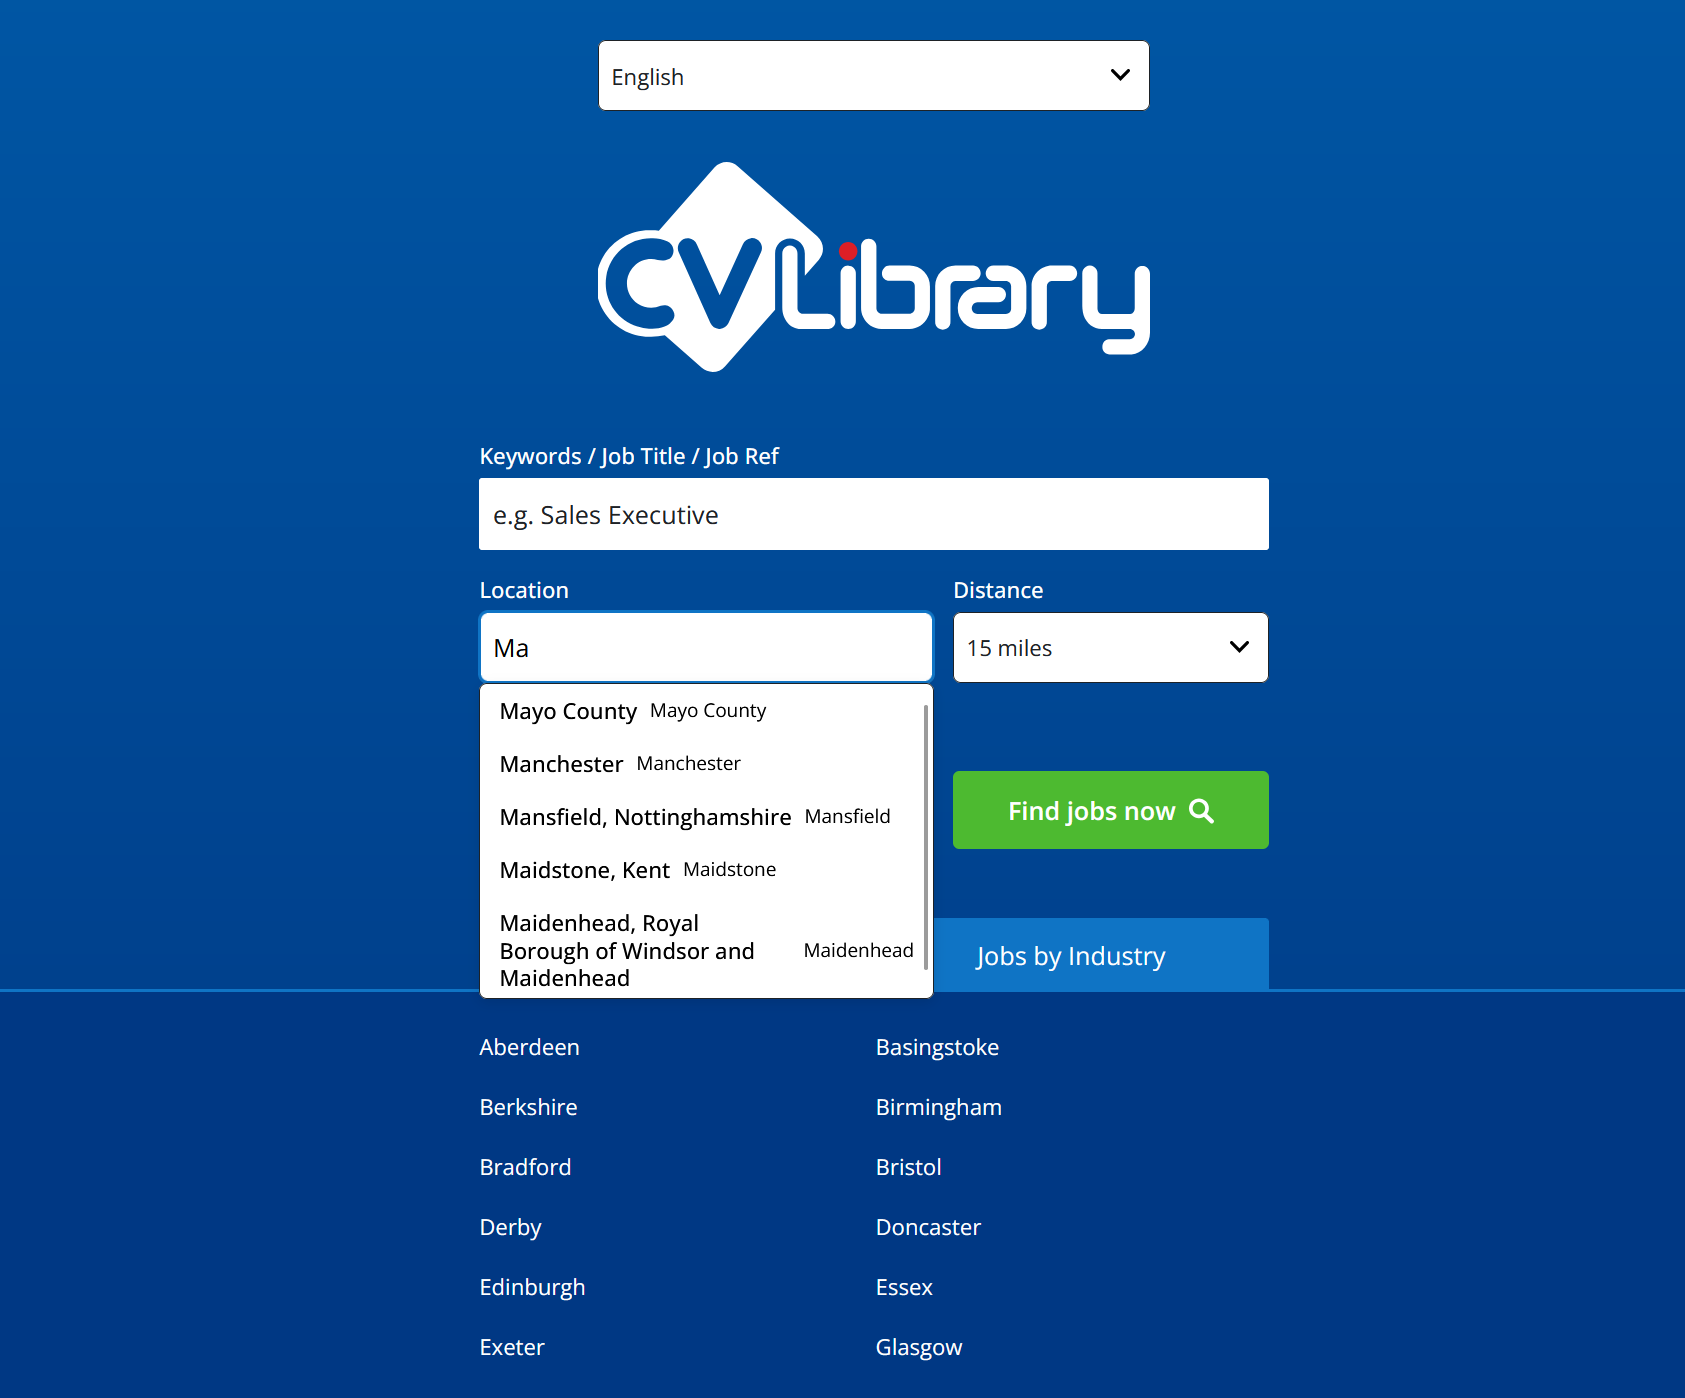 English
CVLibrary
Keywords / Job Title / Job Ref
e.g. Sales Executive
Location
Distance
Ma
15 miles
Mayo County Mayo County
Manchester Manchester
Mansfield, Nottinghamshire Mansfield
Maidstone, Kent Maidstone
Maidenhead, Royal
Borough of Windsor and
Maidenhead
Maidenhead
Find jobs now
Jobs by Industry
Aberdeen
Basingstoke
Berkshire
Birmingham
Bradford
Bristol
Derby
Doncaster
Edinburgh
Essex
Exeter
Glasgow